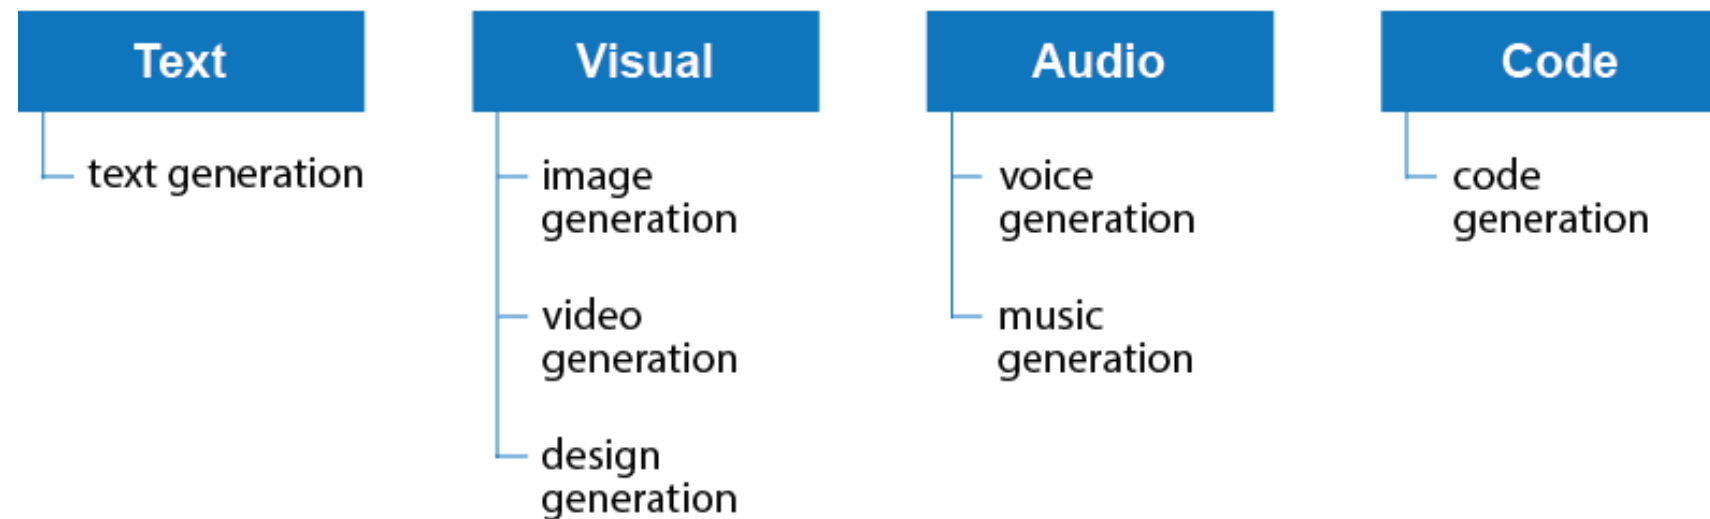 Text
text generation
Visual
image
generation
video
generation
design
generation
Audio
voice
generation
music
generation
Code
code
generation